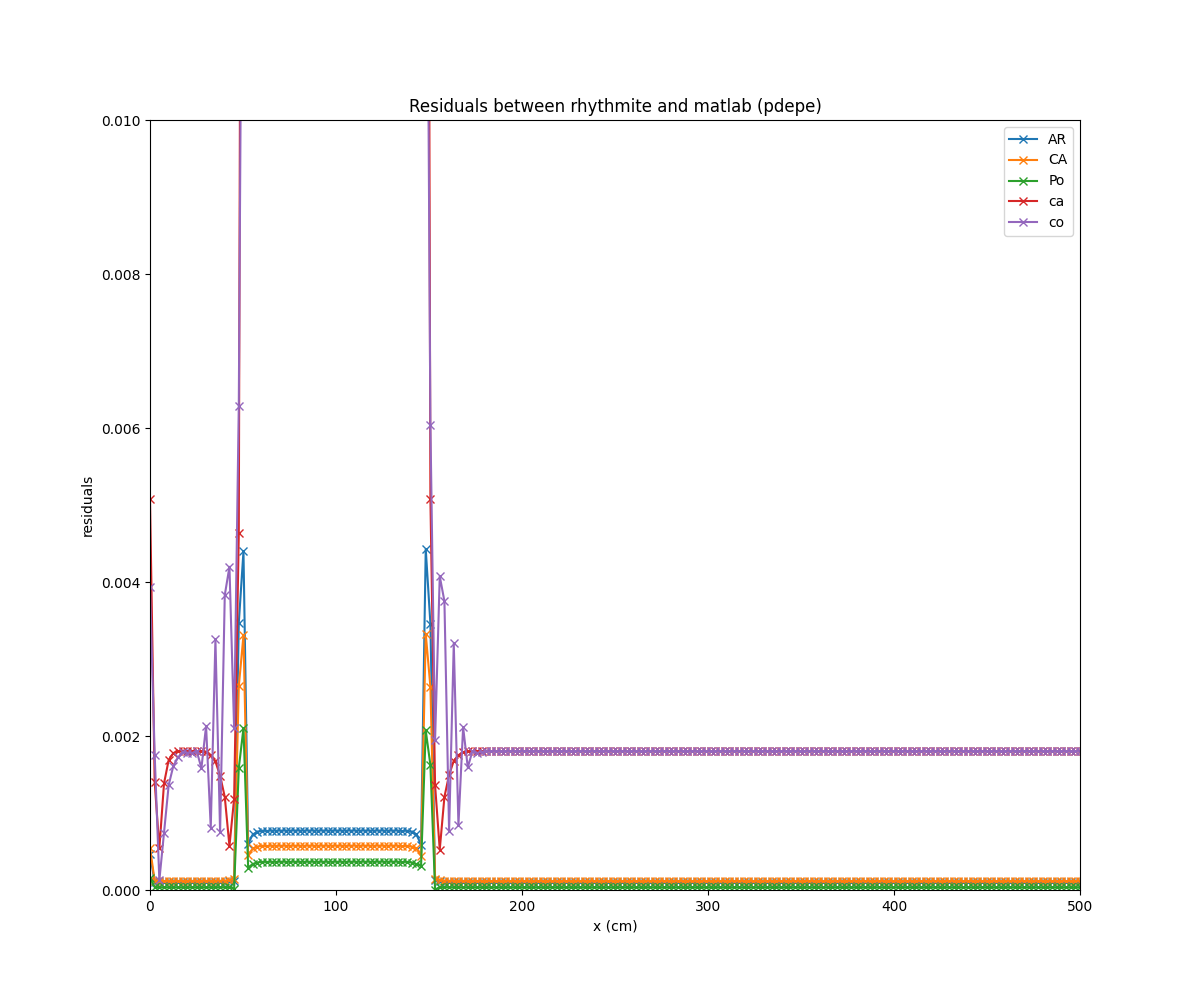 Residuals between rhythmite and matlab (pdepe)
0.010
0.008
0.006
0.004
0.002
0.000
residuals
AR
CA
Po
ca
co
0
100
200
300
400
500
x (cm)